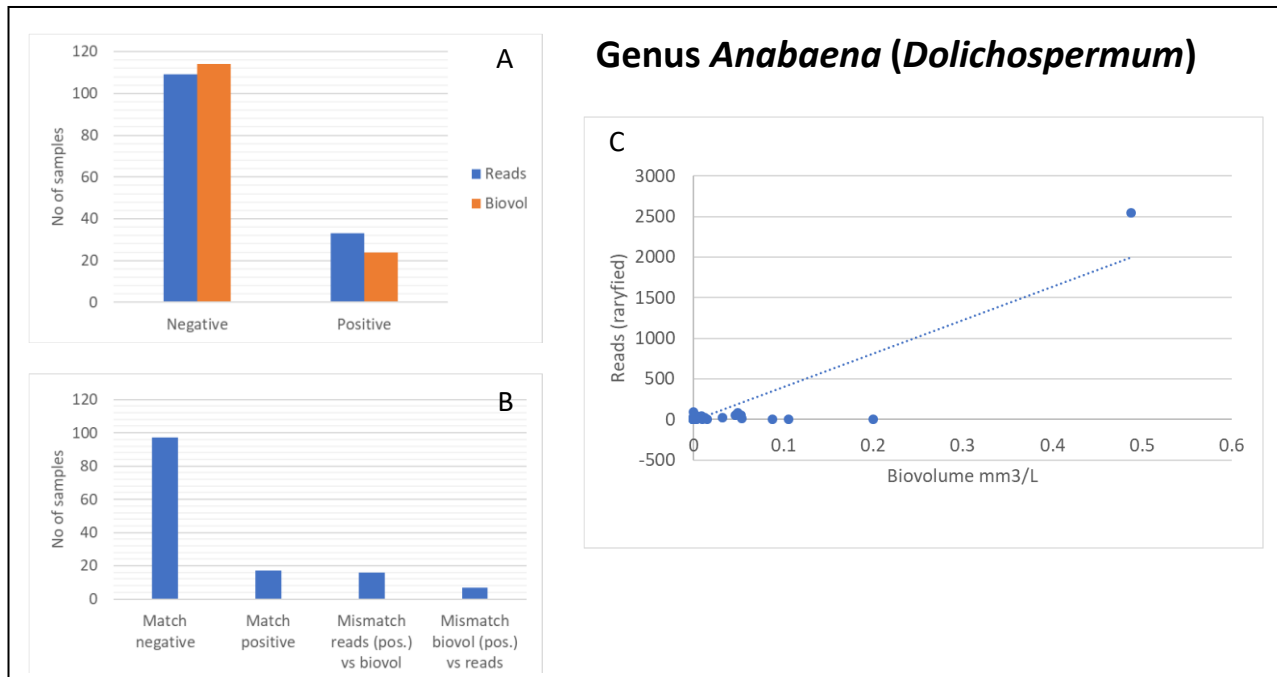 Genus Anabaena (Dolichospermum)
A
120
100
80
60
40
20
0
No of samples
Negative
Positive
Reads
Biovol
B
120
100
80
60
40
20
0
No of samples
Match
negative
Match
positive
Mismatch
reads (pos.)
vs biovol
Mismatch
biovol (pos.)
vs reads
C
3000
2500
2000
1500
1000
500
0
-500
Reads (raryfied)
0
0.1
0.2
0.3
0.4
0.5
0.6
Biovolume mm3/L